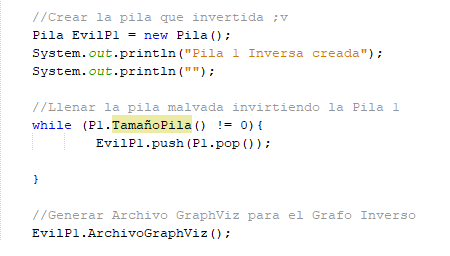 //Crear la pila que invertida ;v
Pila EvilP1 = new Pila();
System.out.println("Pila 1 Inversa creada");
System.out.println("");
//Llenar la pila malvada invirtiendo la Pila 1
while (P1.TamañoPila() != 0){
EvilP1.push(P1.pop());
}
//Generar Archivo GraphViz para el Grafo Inverso
EvilP1.ArchivoGraphViz();